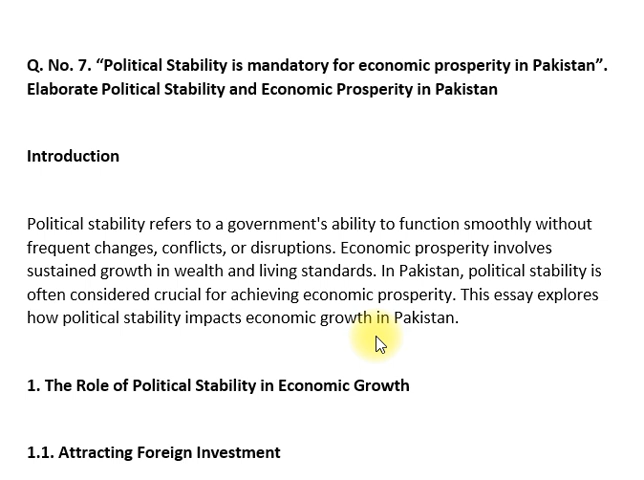 Q. No. 7. “Political Stability is mandatory for economic prosperity in Pakistan”.
Elaborate Political Stability and Economic Prosperity in Pakistan
Introduction
Political stability refers to a government's ability to function smoothly without
frequent changes, conflicts, or disruptions. Economic prosperity involves
sustained growth in wealth and living standards. In Pakistan, political stability is
often considered crucial for achieving economic prosperity. This essay explores
how political stability impacts economic growth in Pakistan.
1. The Role of Political Stability in Economic Growth
1.1. Attracting Foreign Investment